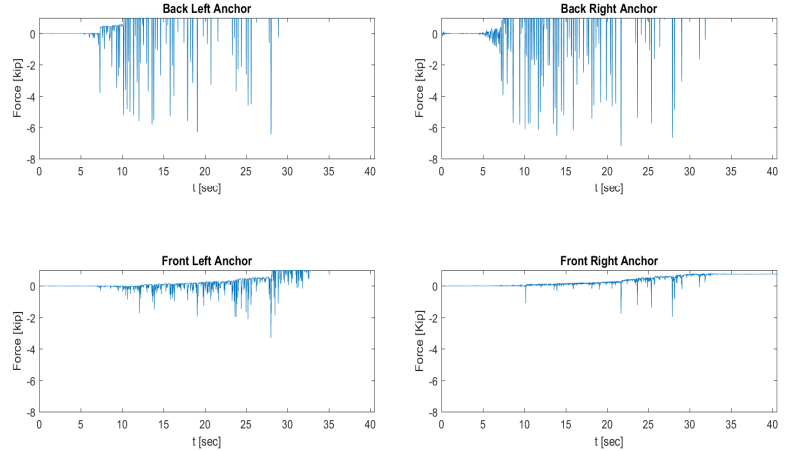 Back Left Anchor
Force [kip]
0
-2
-4
-6
-8
0 5 10 15 20 25 30 35 40
t [sec]
Back Right Anchor
Force [kip]
0
-2
-4
-6
-8
0 5 10 15 20 25 30 35 40
t [sec]
Front Left Anchor
Force [kip]
0
-2
-4
-6
-8
0 5 10 15 20 25 30 35 40
t [sec]
Front Right Anchor
Force [Kip]
0
-2
-4
-6
-8
0 5 10 15 20 25 30 35 40
t [sec]